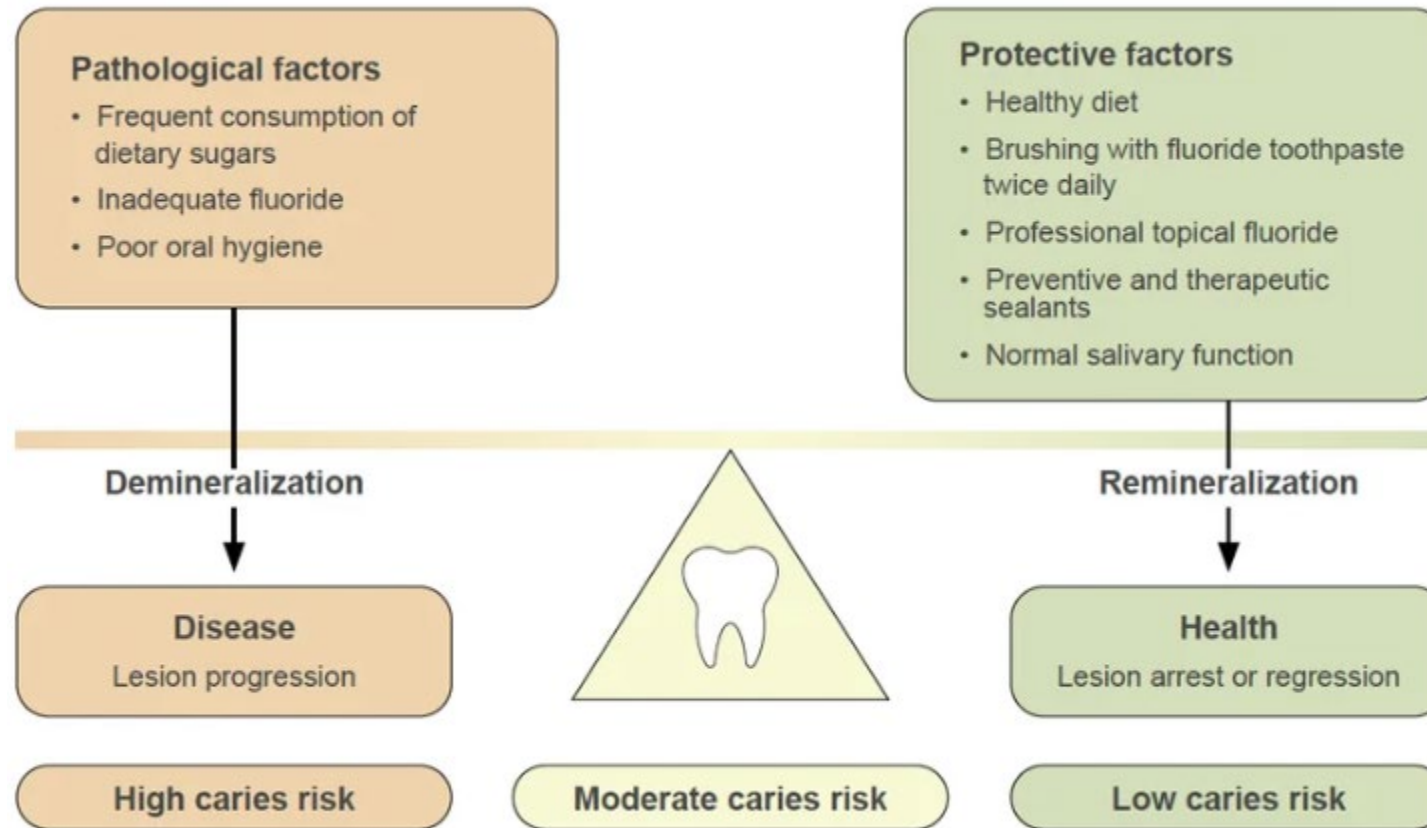 Pathological factors
• Frequent consumption of
dietary sugars
• Inadequate fluoride
• Poor oral hygiene
Protective factors
• Healthy diet
• Brushing with fluoride toothpaste
twice daily
• Professional topical fluoride
• Preventive and therapeutic
sealants
• Normal salivary function
Demineralization
Remineralization
Disease
Lesion progression
Health
Lesion arrest or regression
High caries risk
Moderate caries risk
Low caries risk